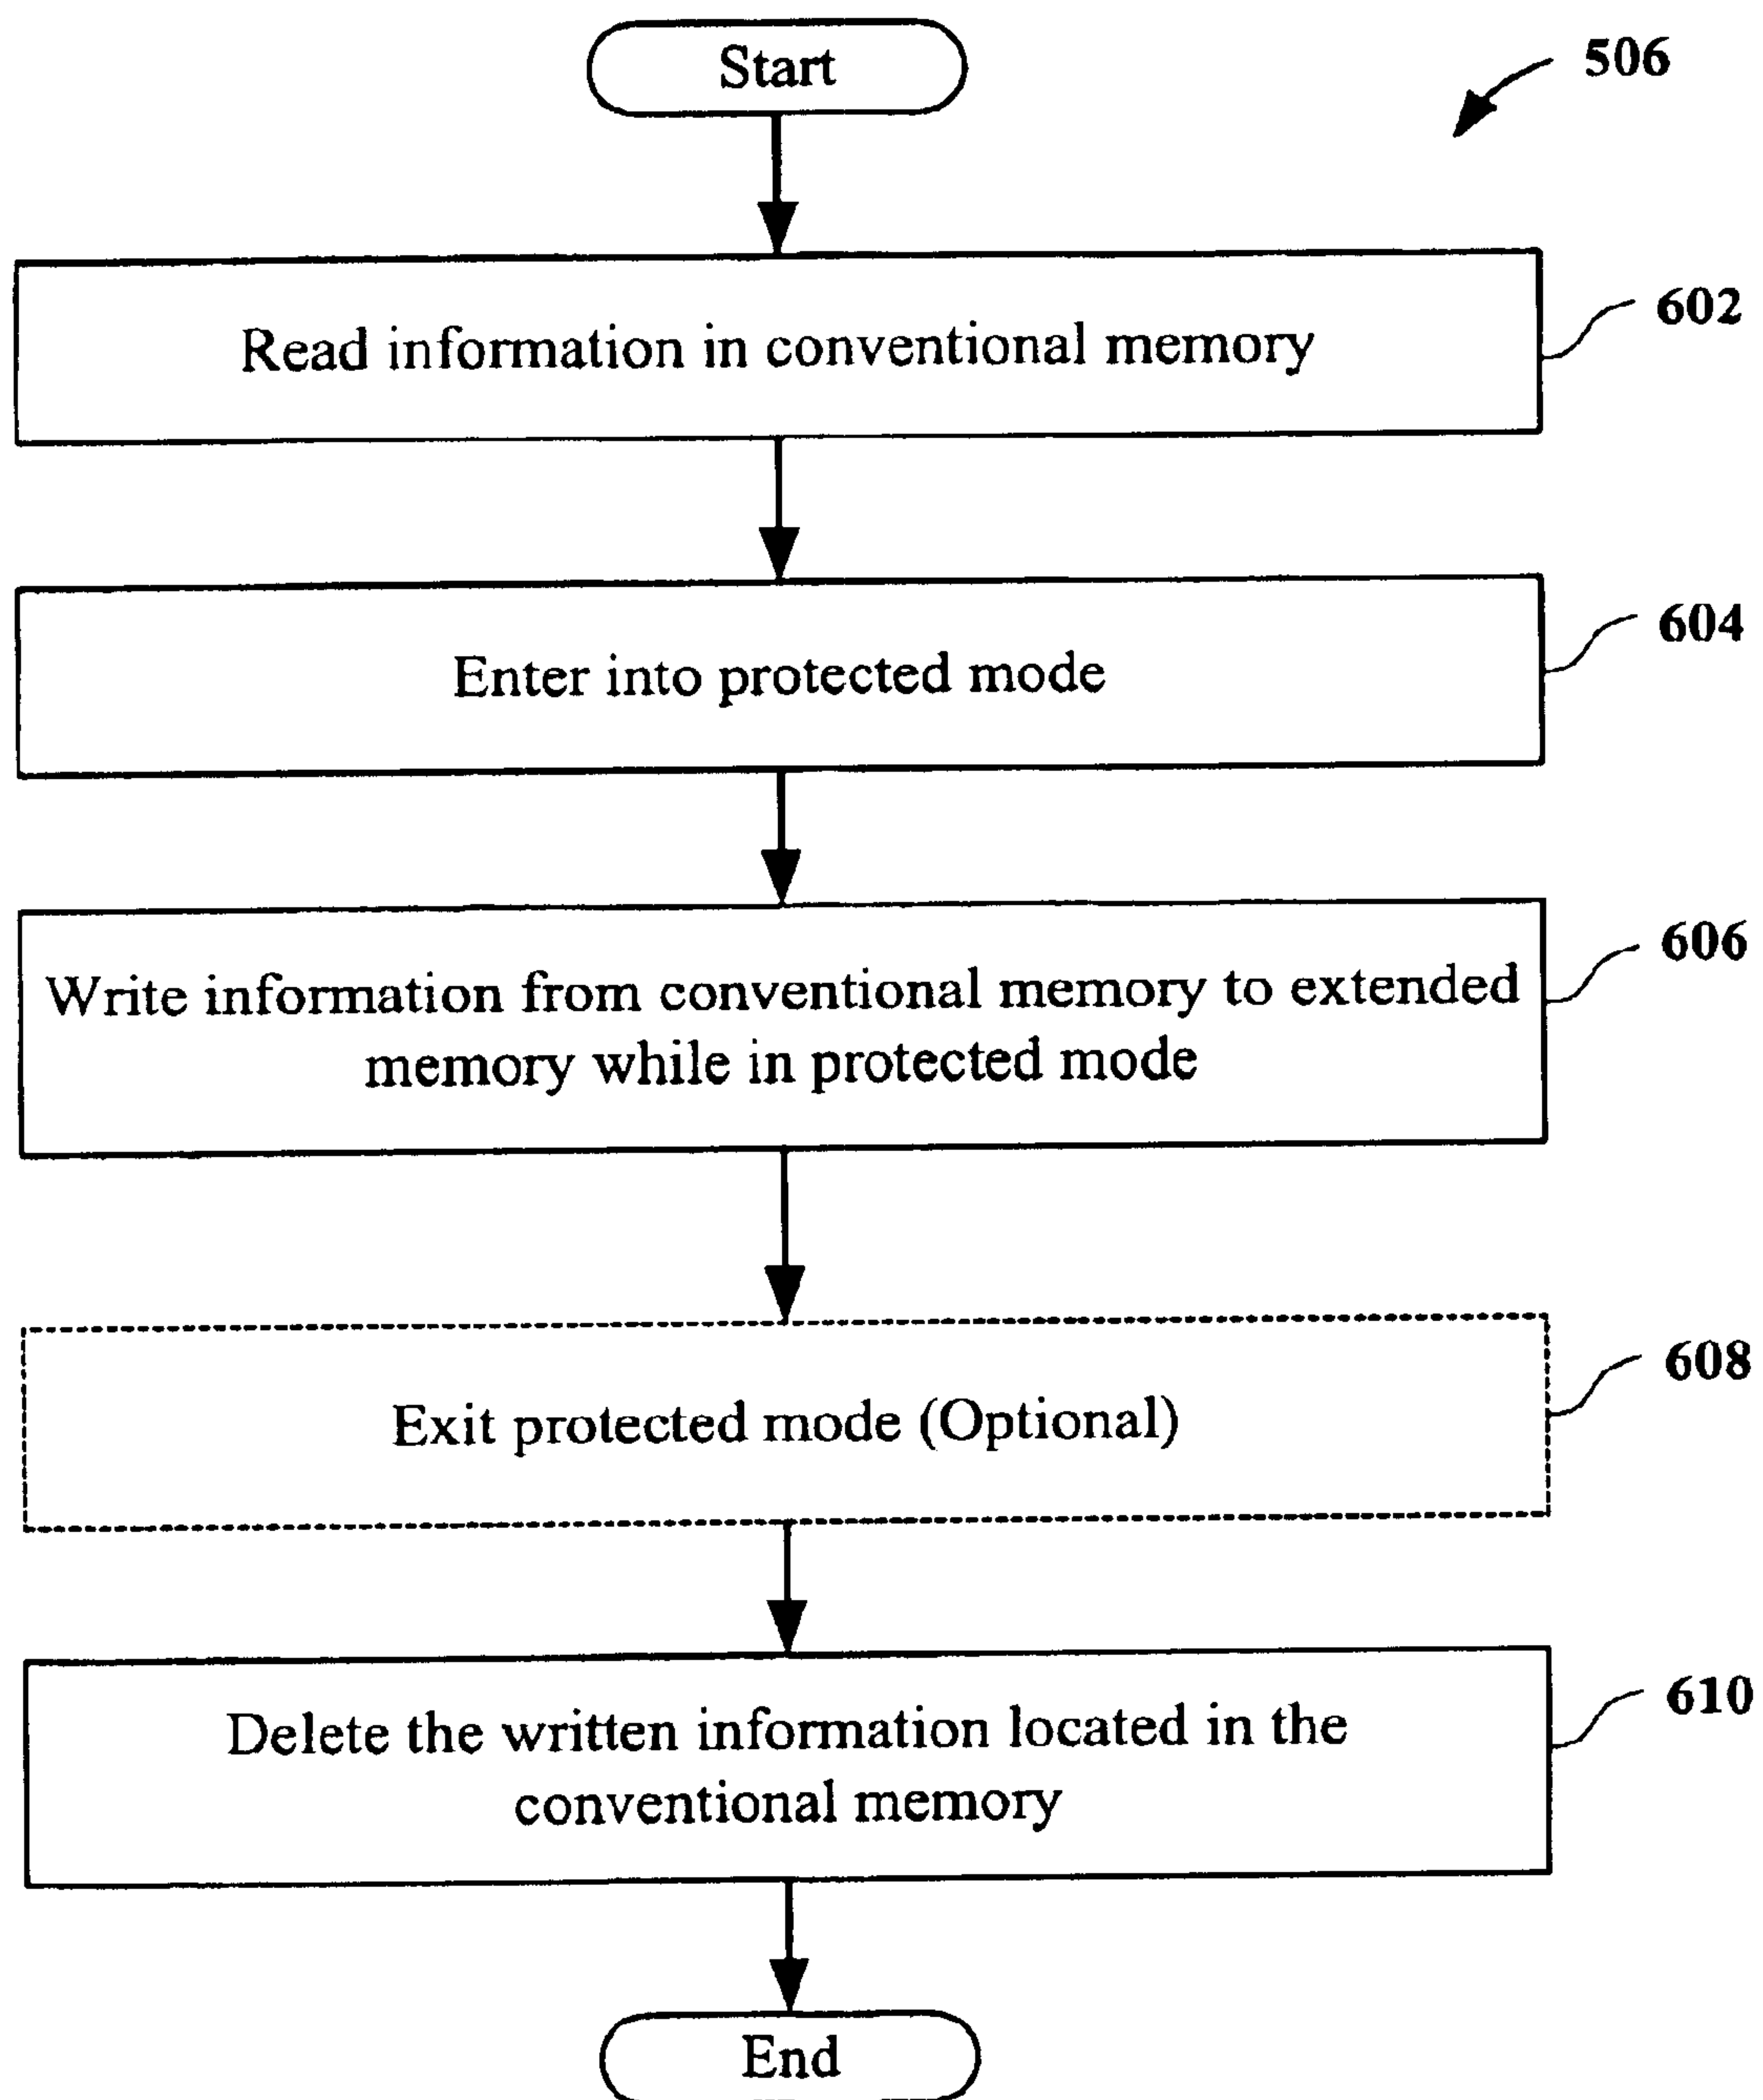 Start
506
Read information in conventional memory
602
Enter into protected mode
604
Write information from conventional memory to extended
memory while in protected mode
606
Exit protected mode (Optional)
608
Delete the written information located in the
conventional memory
610
End